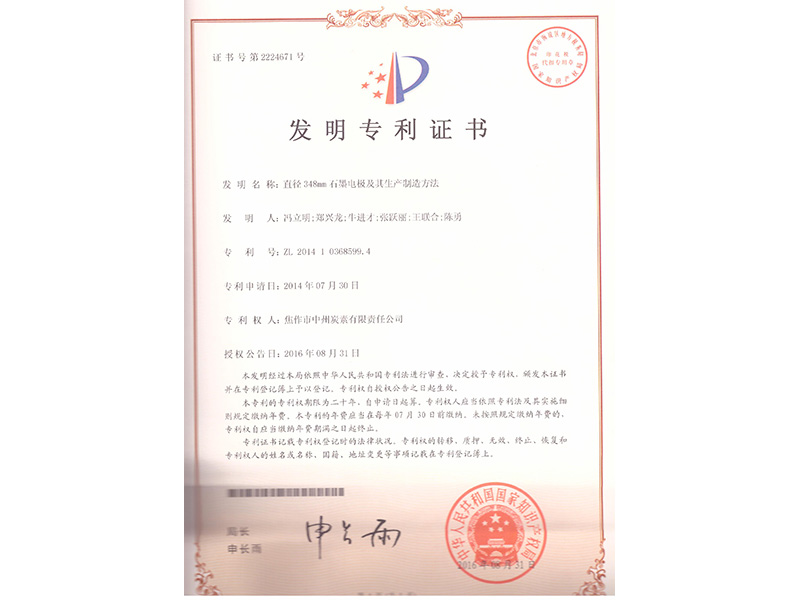 证书号第2224671号
发明专利证书
发明名称：直径348mm石墨电极及其生产制造方法
发明人：冯立明;郑兴龙;牛进才;张跃丽;王联合;陈勇
专利号：ZL 2014 1 0368599.4
专利申请日：2014年07月30日
专利权人：焦作市中州炭素有限责任公司
授权公告日：2016年08月31日
本发明经过本局依照中华人民共和国专利法进行审查，决定授予专利权，颁发本证书
并在专利登记簿上予以登记。专利权自授权公告之日起生效。
本专利的专利权期限为二十年，自申请日起算。专利权人应当依照专利法及其实施细
则规定缴纳年费。本专利的年费应当在每年07月30日前缴纳。未按照规定缴纳年费的，
专利权自应当缴纳年费期满之日起终止。
专利证书记载专利权登记时的法律状况。专利权的转移、质押、无效、终止、恢复和
专利权人的姓名或名称、国籍、地址变更等事项记载在专利登记簿上。
局长
申长雨
申长雨
中华人民共和国国家知识产权局
2016年08月31日